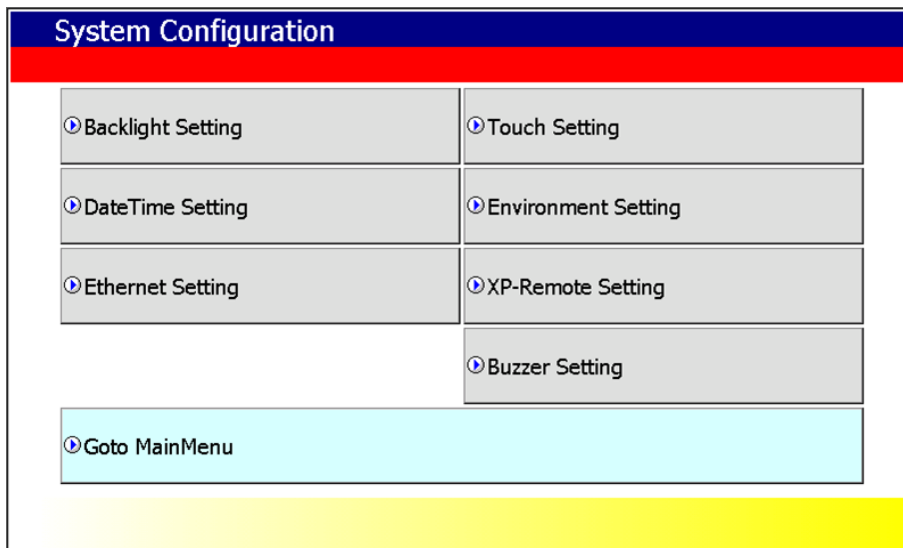 System Configuration
Backlight Setting
Touch Setting
DateTime Setting
Environment Setting
Ethernet Setting
XP-Remote Setting
Buzzer Setting
Goto MainMenu